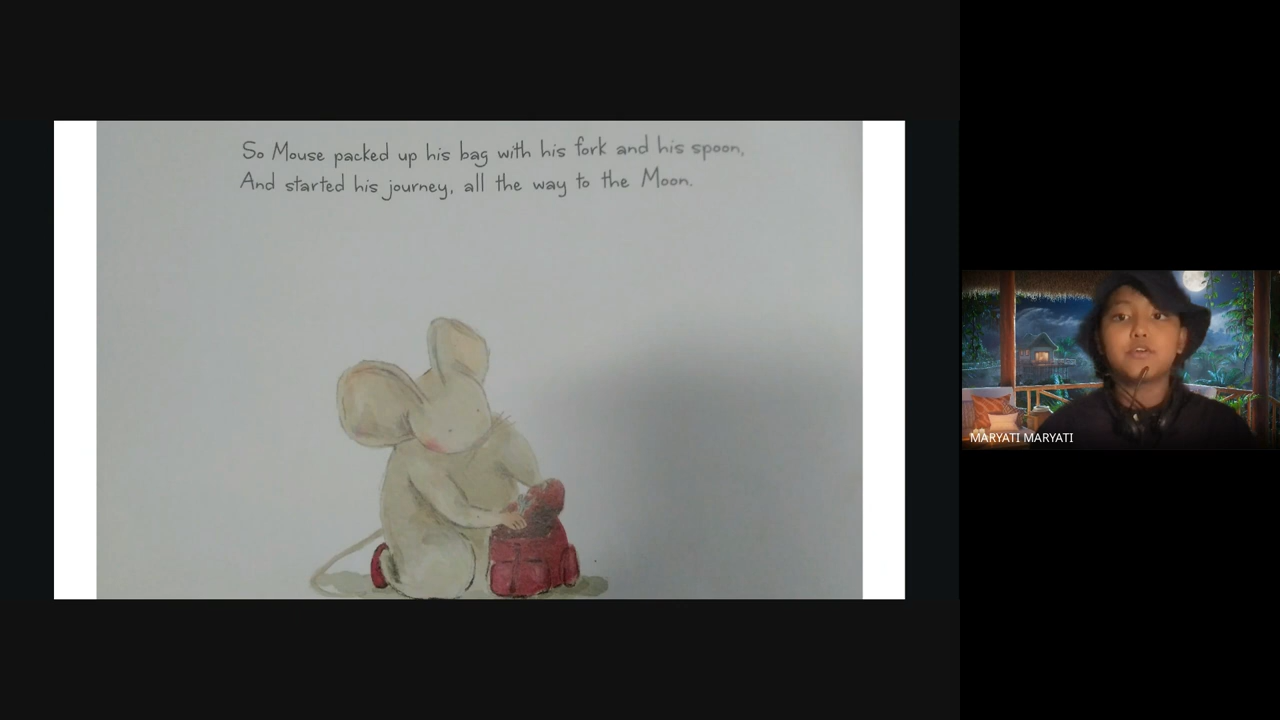 So Mouse packed up his bag with his fork and his spoon,
And started his journey, all the way to the Moon.
MARYATI MARYATI